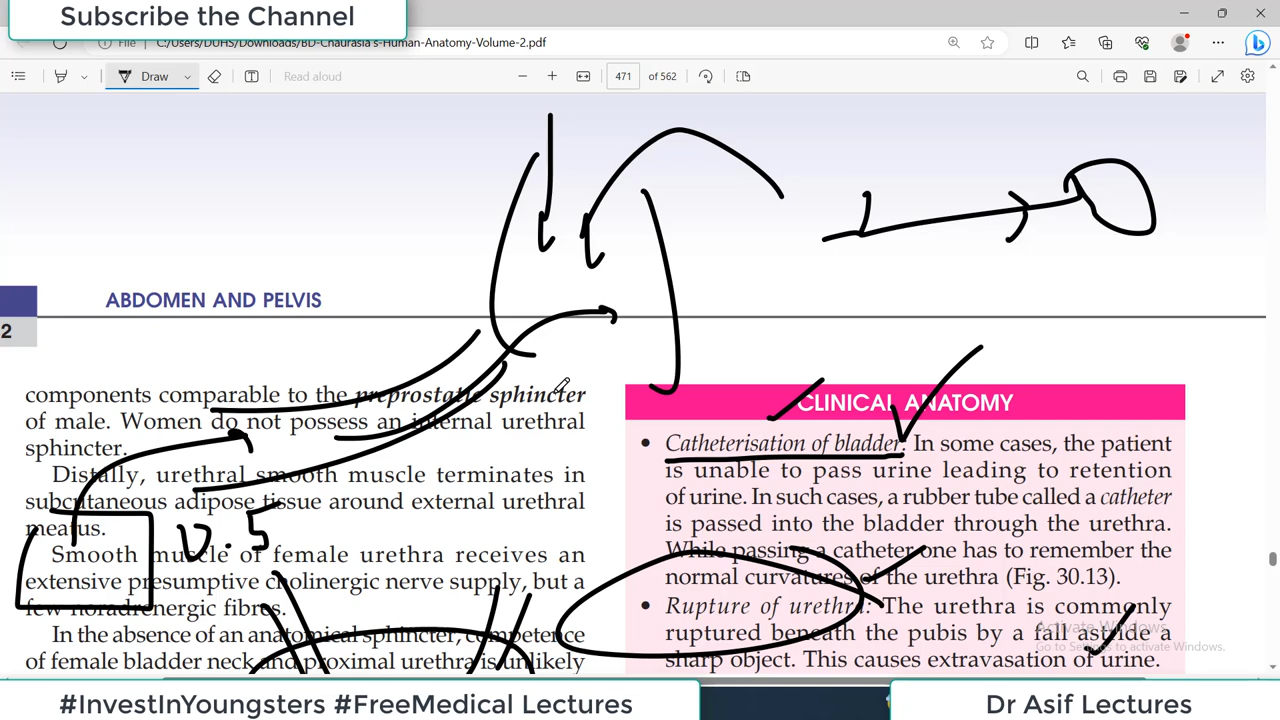 Subscribe the Channel
File
C:/Users/DUHS/Downloads/BD-Chaurasia's-Human-Anatomy-Volume-2.pdf
Draw
Read aloud
471 of 562
ABDOMEN AND PELVIS
2
components comparable to the preprostatic sphincter
of male. Women do not possess an internal urethral
sphincter.
Distally, urethral smooth muscle terminates in
subcutaneous adipose tissue around external urethral
meatus.
Smooth muscle of female urethra receives an
extensive presumptive cholinergic nerve supply, but a
few noradrenergic fibres.
In the absence of an anatomical sphincter, competence
of female bladder neck and proximal urethra is unlikely
CLINICAL ANATOMY
• Catheterisation of bladder: In some cases, the patient
is unable to pass urine leading to retention
of urine. In such cases, a rubber tube called a catheter
is passed into the bladder through the urethra.
While passing a catheter one has to remember the
normal curvatures of the urethra (Fig. 30.13).
• Rupture of urethra: The urethra is commonly
ruptured beneath the pubis by a fall astride a
sharp object. This causes extravasation of urine.
Activate Windows
Go to Settings to activate Windows.
#InvestInYoungsters #FreeMedical Lectures
Dr Asif Lectures